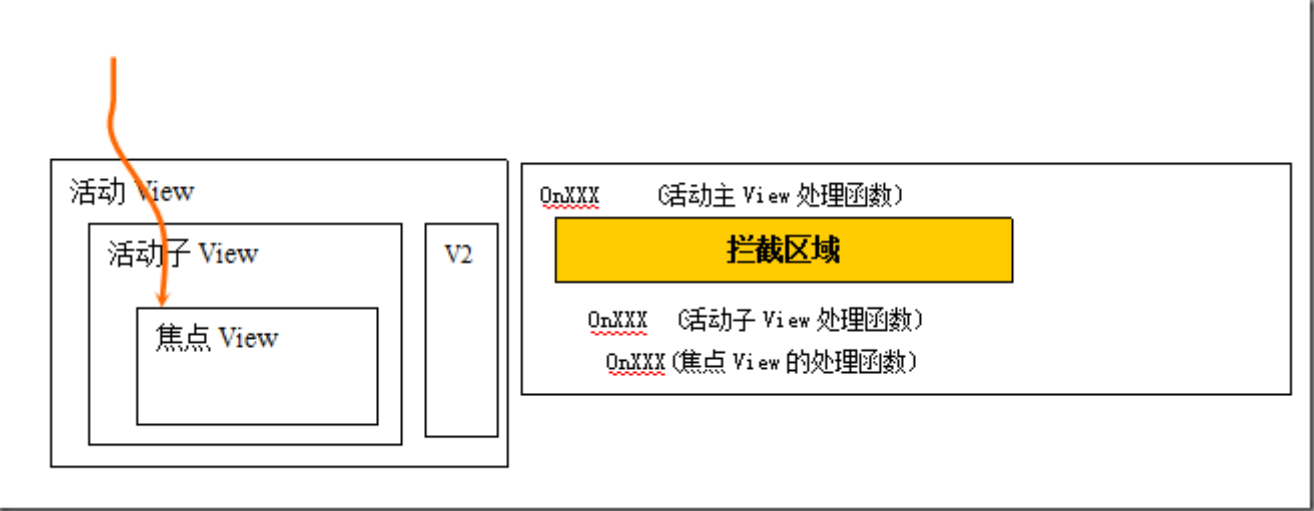 活动 View
活动子 View
V2
焦点 View
OnXXX (活动主 View 处理函数)
拦截区域
OnXXX (活动子 View 处理函数)
OnXXX(焦点 View 的处理函数)